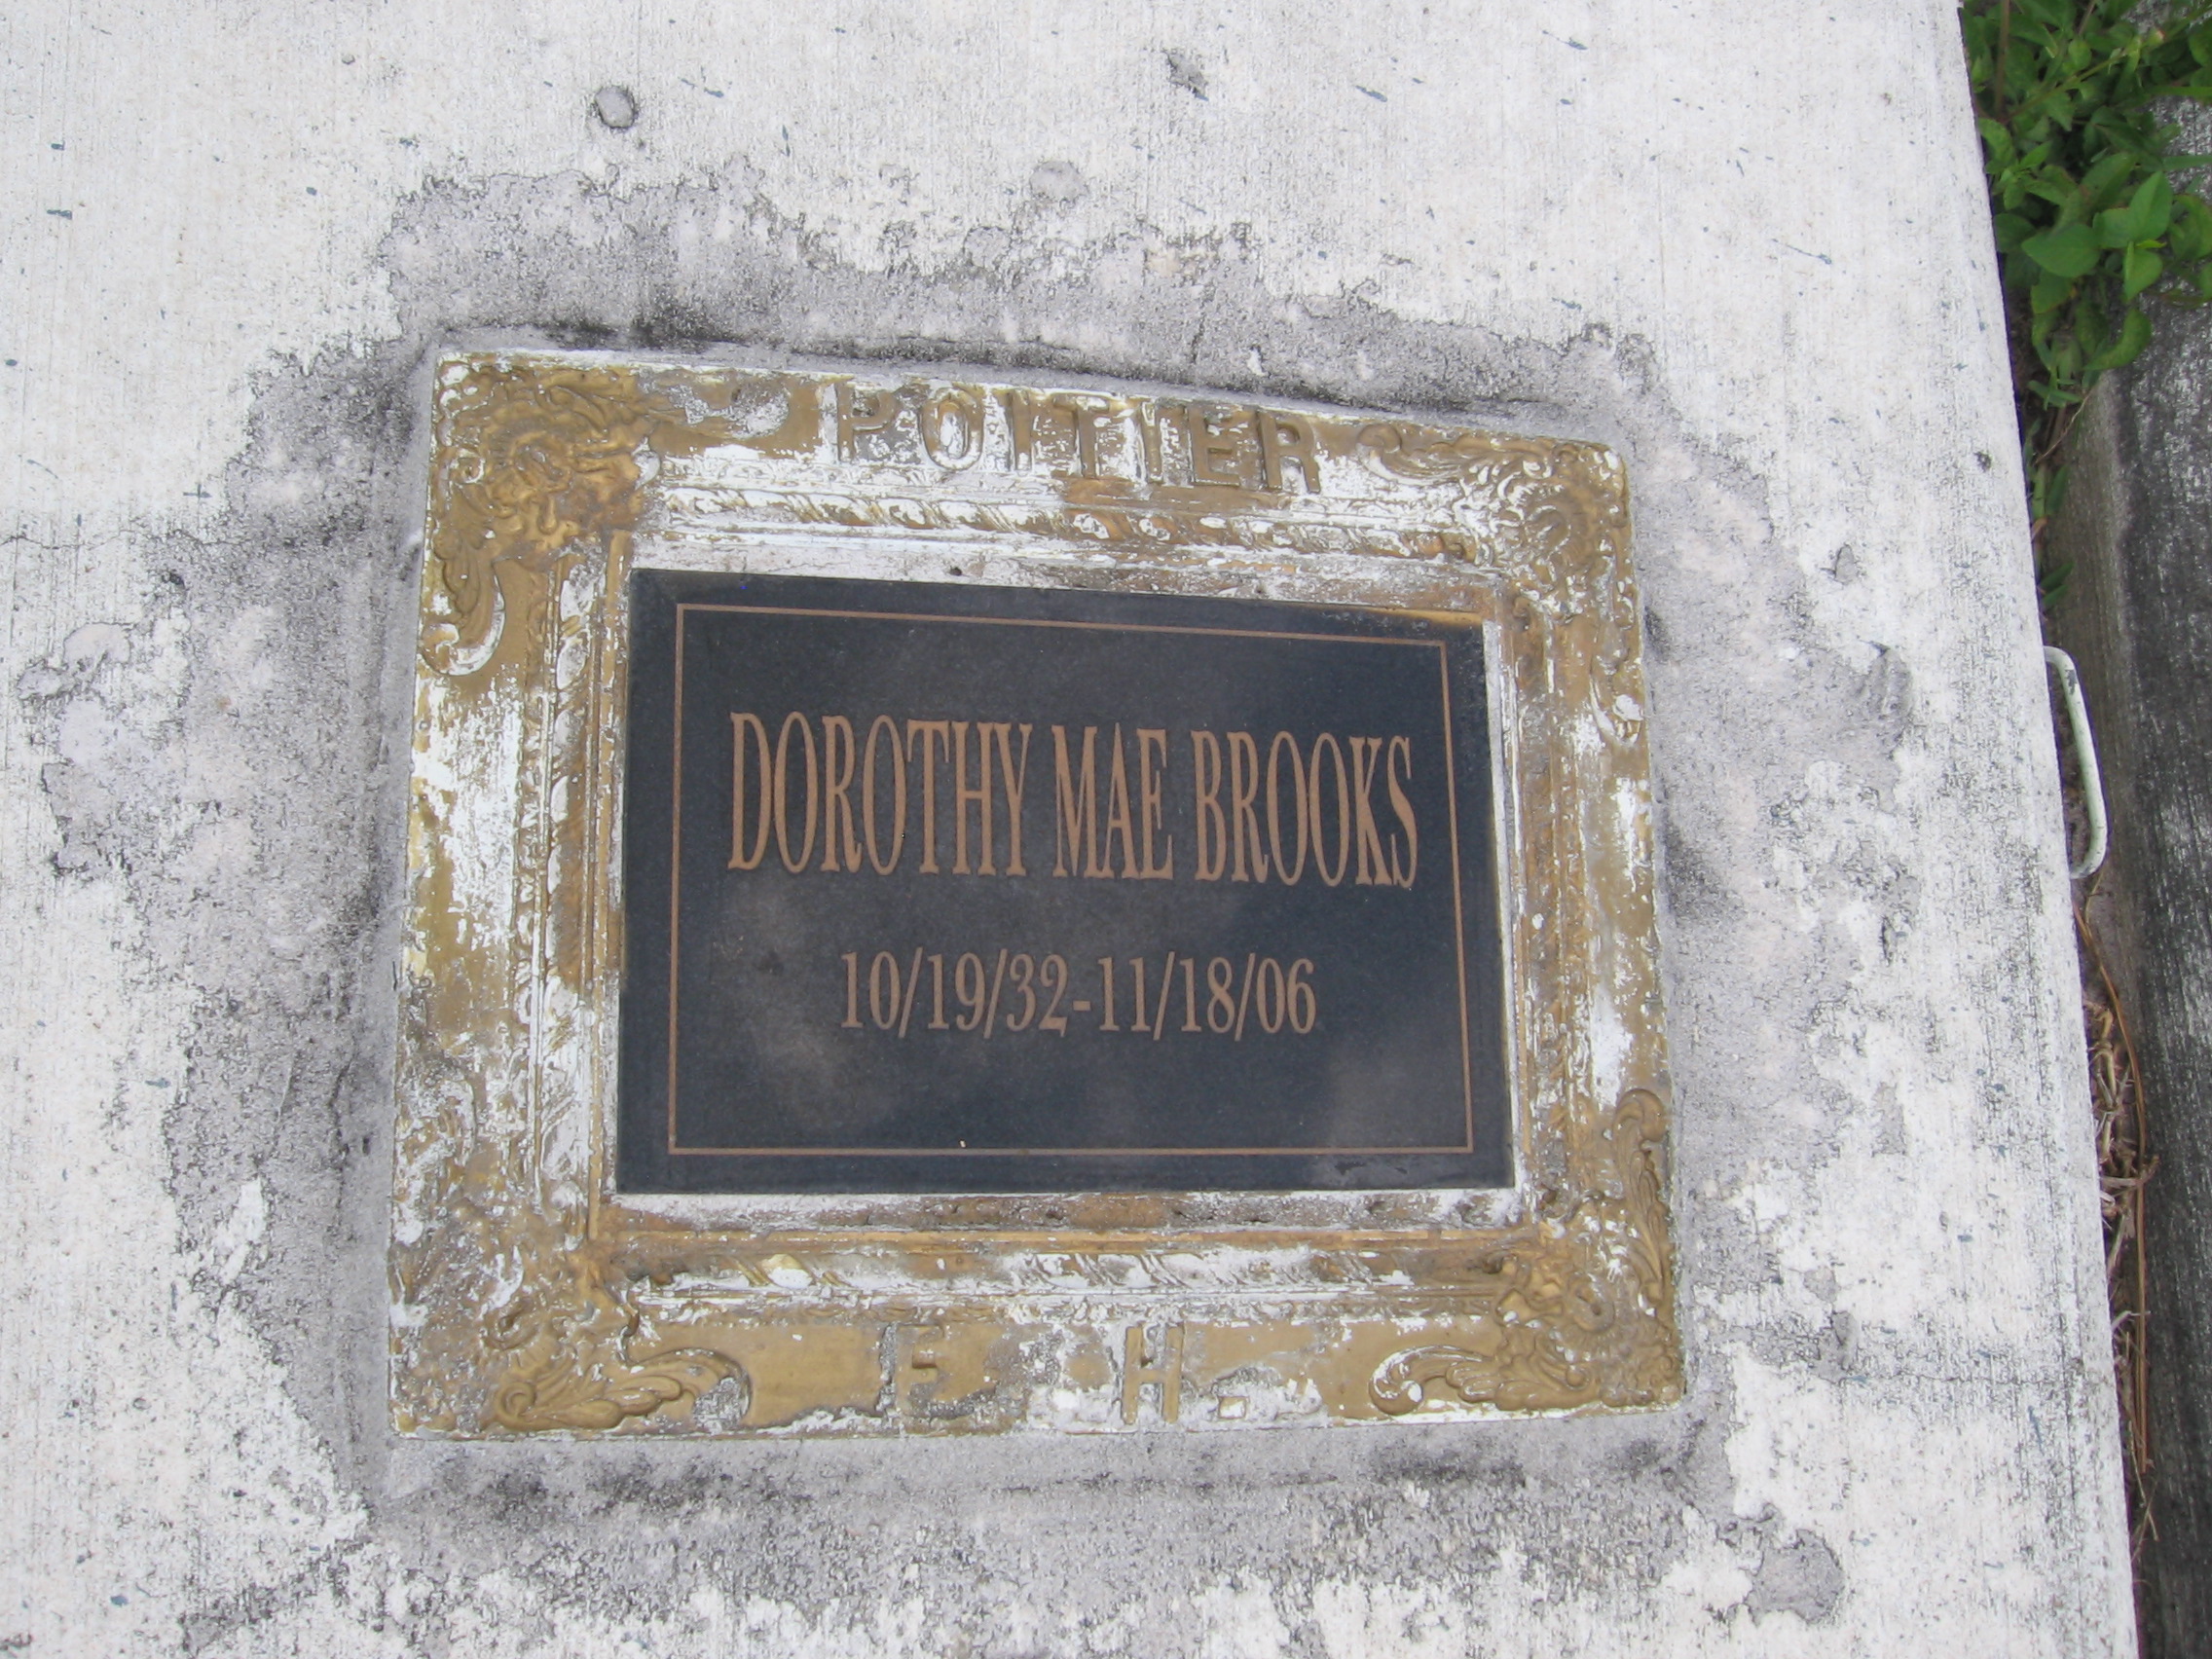 POITIER
DOROTHY MAE BROOKS
10/19/32-11/18/06
F. H.